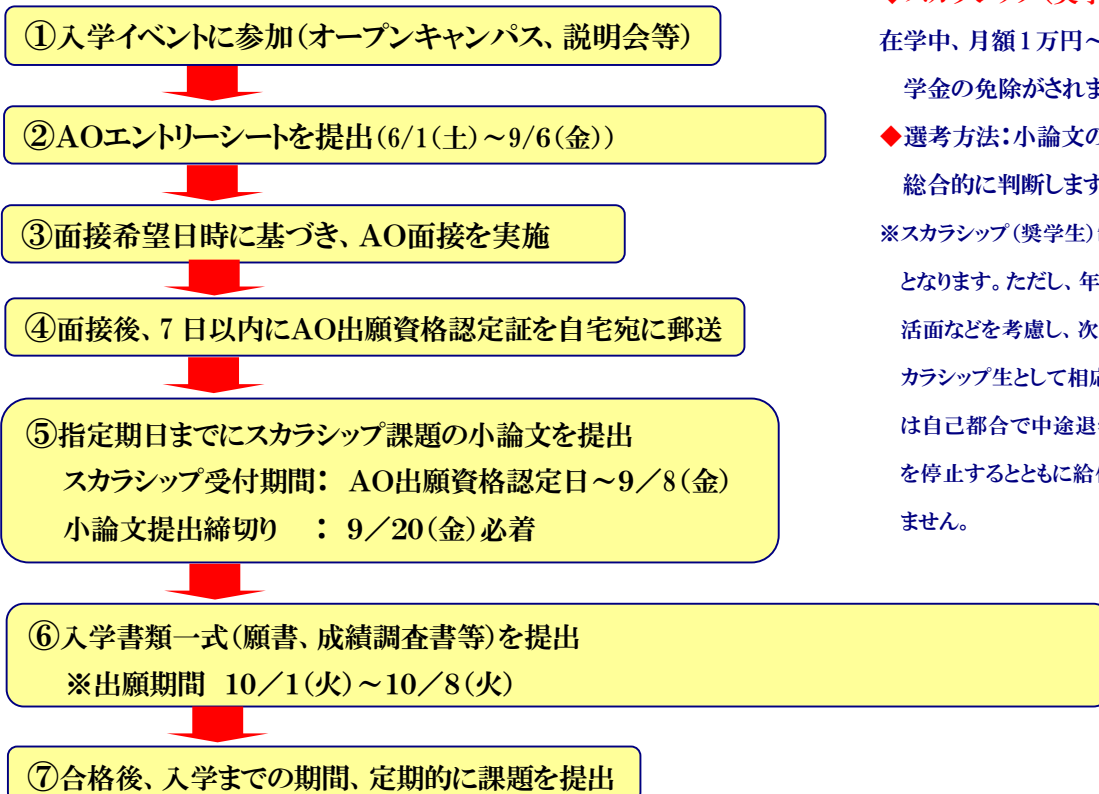 ①入学イベントに参加（オープンキャンパス、説明会等）
②AOエントリーシートを提出（6/1（土）～9/6（金））
③面接希望日時に基づき、AO面接を実施
④面接後、7日以内にAO出願資格認定証を自宅宛に郵送
⑤指定期日までにスカラシップ課題の小論文を提出
スカラシップ受付期間： AO出願資格認定日～9／8（金）
小論文提出締切り ： 9／20（金）必着
⑥入学書類一式（願書、成績調査書等）を提出
※出願期間 10／1（火）～10／8（火）
⑦合格後、入学までの期間、定期的に課題を提出
在学中、月額1万円～
学金の免除がされま
◆選考方法：小論文の
総合的に判断します
※スカラシップ（奨学生）
となります。ただし、年
活面などを考慮し、次
カラシップ生として相応
は自己都合で中途退
を停止するとともに給
ません。